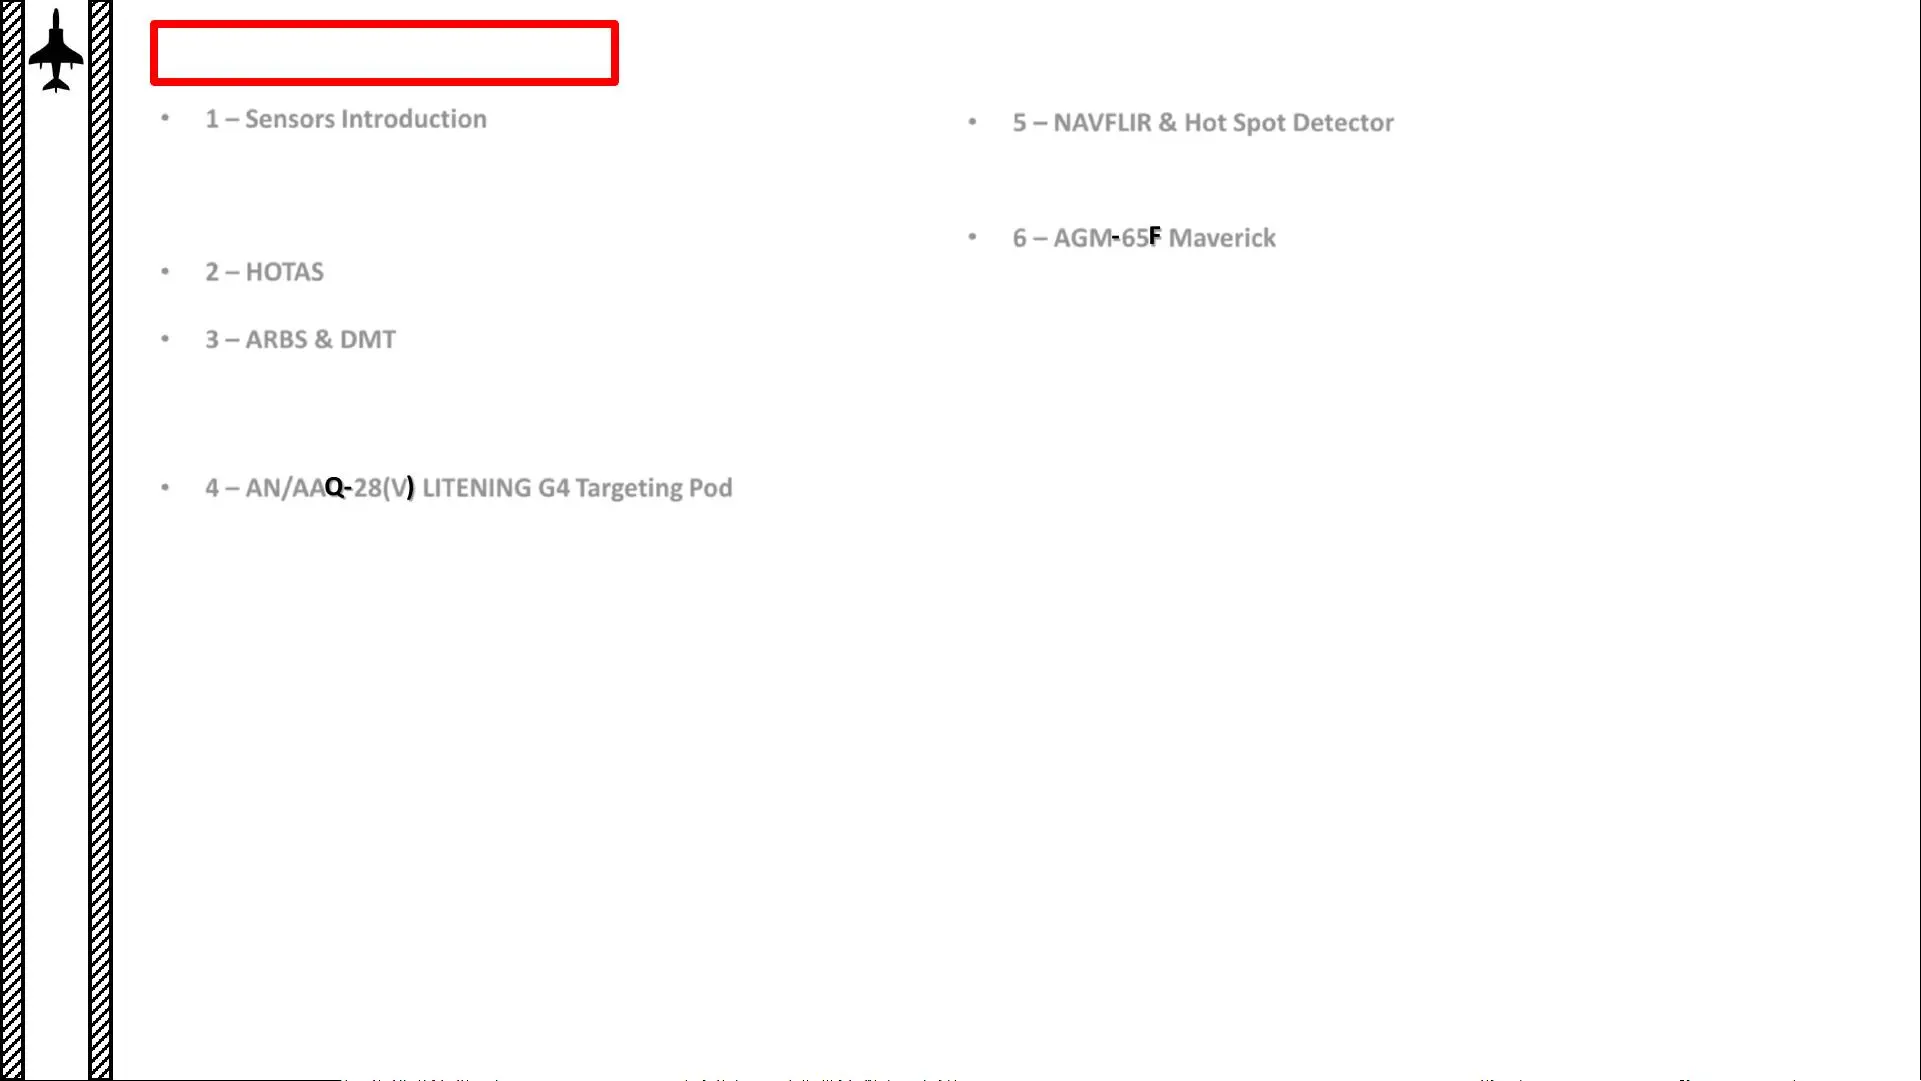 • 1 – Sensors Introduction
• 2 – HOTAS
• 3 – ARBS & DMT
• 4 – AN/AAQ-28(V) LITENING G4 Targeting Pod
• 5 – NAVFLIR & Hot Spot Detector
• 6 – AGM-65F Maverick